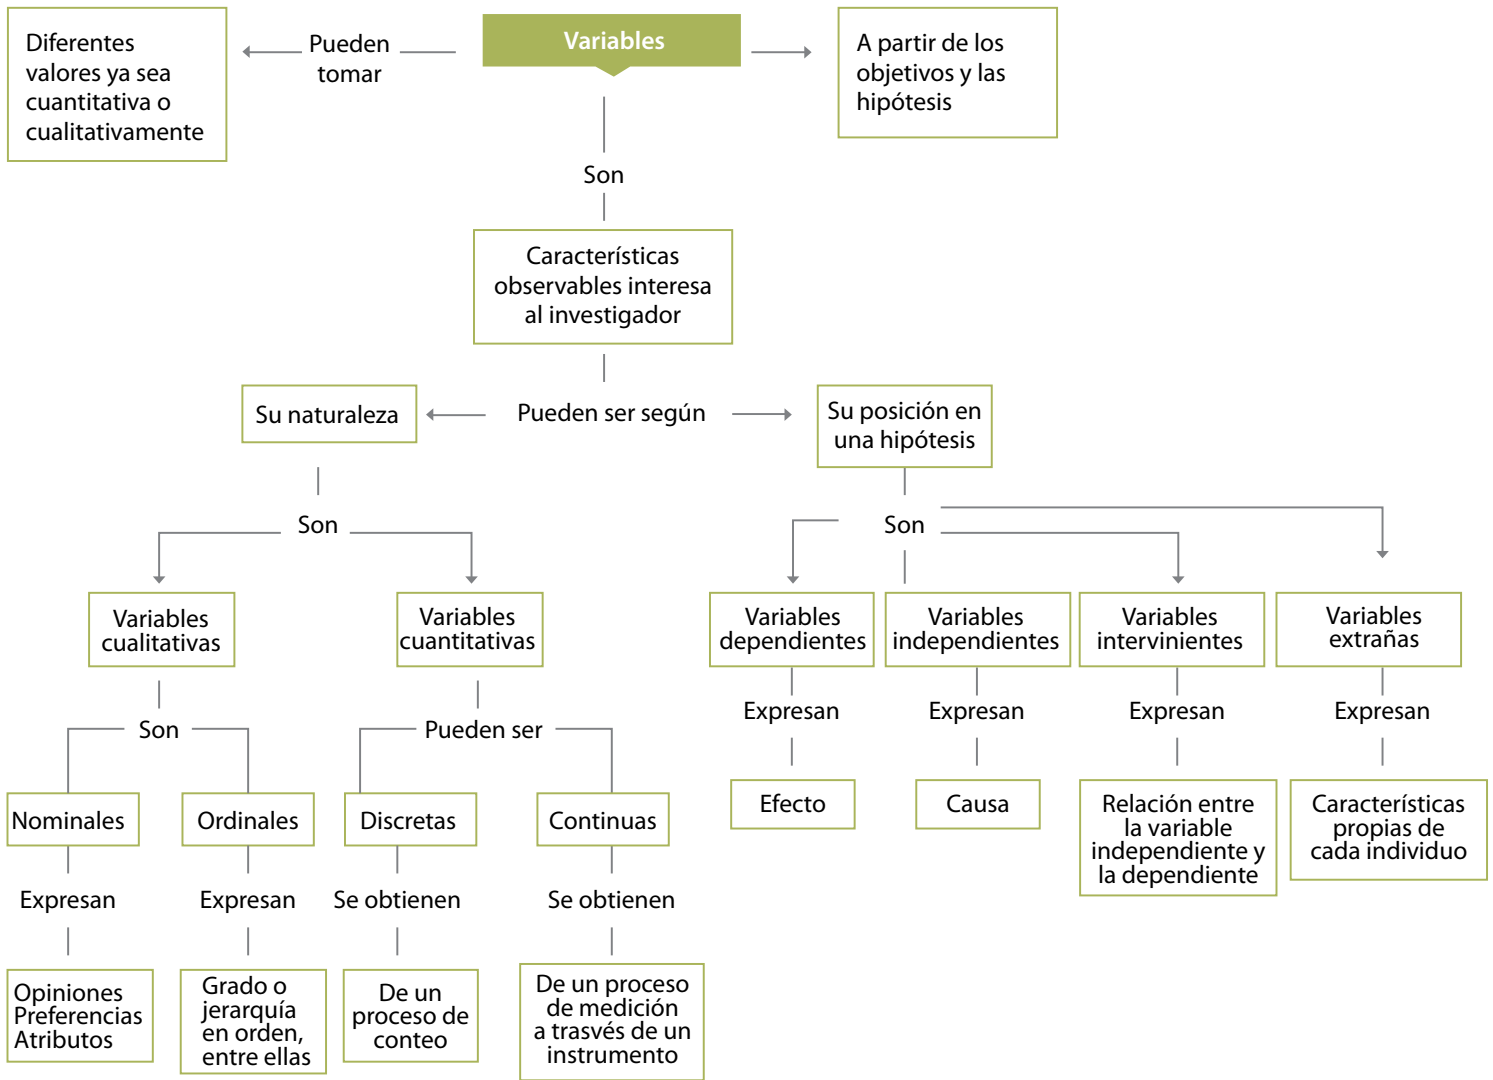 Variables
Pueden
tomar
Diferentes
valores ya sea
cuantitativa o
cualitativamente
A partir de los
objetivos y las
hipótesis
Son
Características
observables interesa
al investigador
Pueden ser según
Su naturaleza
Su posición en
una hipótesis
Son
Variables
cualitativas
Variables
cuantitativas
Son
Nominales
Ordinales
Expresan
Expresan
Opiniones
Preferencias
Atributos
Grado o
jerarquía
en orden,
entre ellas
Pueden ser
Discretas
Continuas
Se obtienen
Se obtienen
De un
proceso de
conteo
De un proceso
de medición
a trasvés de un
instrumento
Son
Variables
dependientes
Variables
independientes
Variables
intervinientes
Variables
extrañas
Expresan
Expresan
Expresan
Expresan
Efecto
Causa
Relación entre
la variable
independiente y
la dependiente
Características
propias de
cada individuo